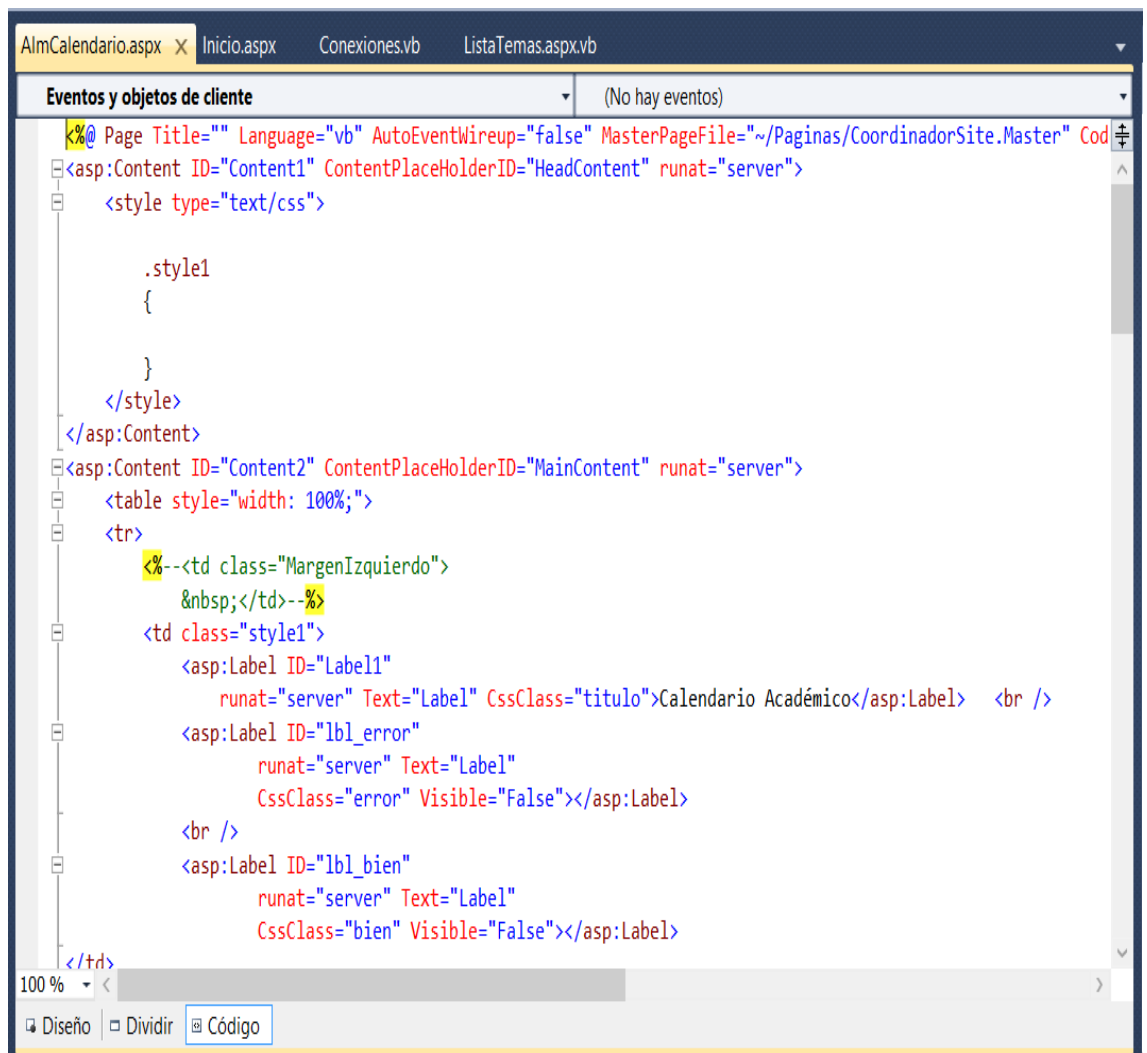 AlmCalendario.aspx X Inicio.aspx Conexiones.vb ListaTemas.aspx.vb
Eventos y objetos de cliente (No hay eventos)
<%@ Page Title="" Language="vb" AutoEventWireup="false" MasterPageFile="~/Paginas/CoordinadorSite.Master" Cod
<asp:Content ID="Content1" ContentPlaceHolderID="HeadContent" runat="server">
<style type="text/css">
.style1
{
}
</style>
</asp:Content>
<asp:Content ID="Content2" ContentPlaceHolderID="MainContent" runat="server">
<table style="width: 100%;">
<tr>
<%--<td class="MargenIzquierdo">
&nbsp;</td>--%>
<td class="style1">
<asp:Label ID="Label1"
runat="server" Text="Label" CssClass="titulo">Calendario Académico</asp:Label> <br />
<asp:Label ID="lbl_error"
runat="server" Text="Label"
CssClass="error" Visible="False"></asp:Label>
<br />
<asp:Label ID="lbl_bien"
runat="server" Text="Label"
CssClass="bien" Visible="False"></asp:Label>
</td>
100 %
Diseño Dividir Código